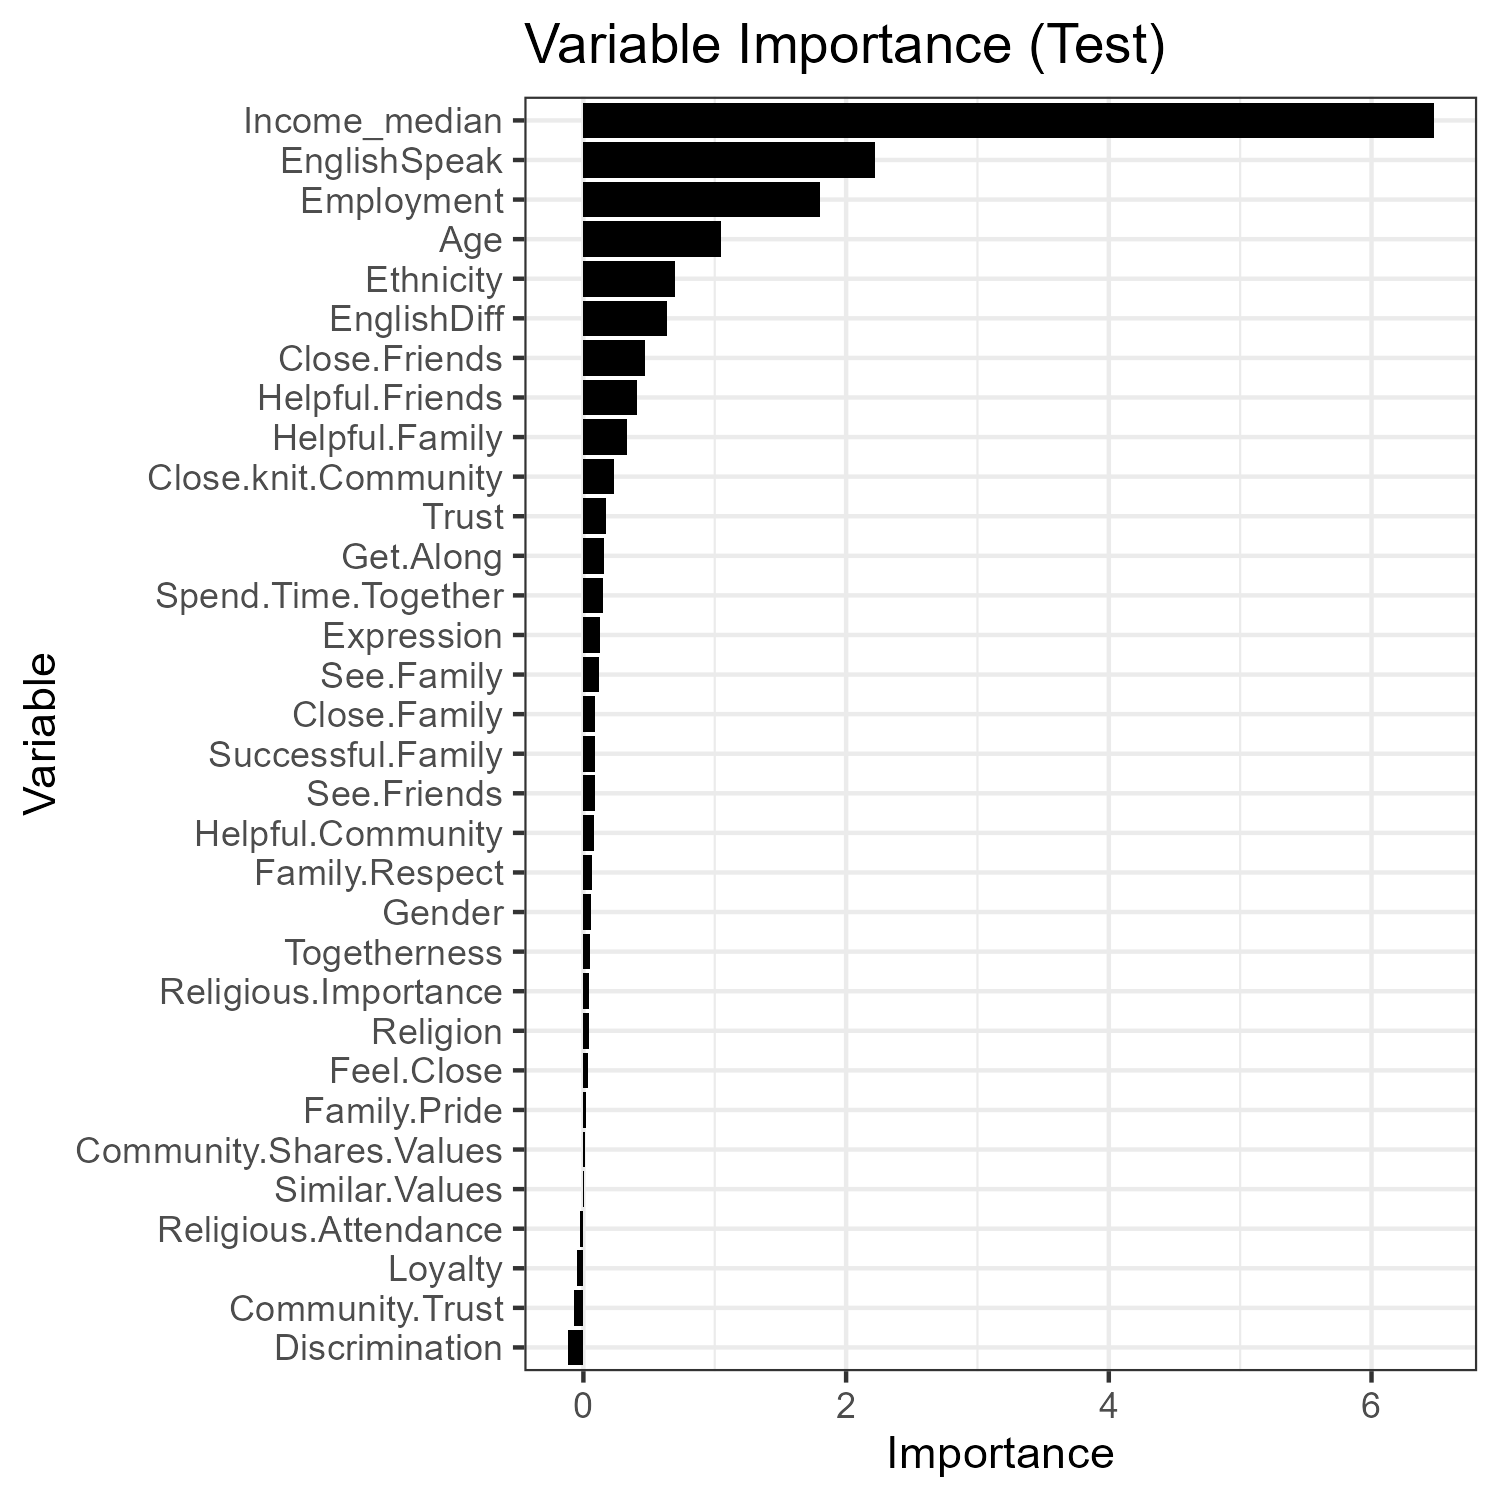 Variable Importance (Test)
Variable
Income_median
EnglishSpeak
Employment
Age
Ethnicity
EnglishDiff
Close.Friends
Helpful.Friends
Helpful.Family
Close.knit.Community
Trust
Get.Along
Spend.Time.Together
Expression
See.Family
Close.Family
Successful.Family
See.Friends
Helpful.Community
Family.Respect
Gender
Togetherness
Religious.Importance
Religion
Feel.Close
Family.Pride
Community.Shares.Values
Similar.Values
Religious.Attendance
Loyalty
Community.Trust
Discrimination
0 2 4 6
Importance